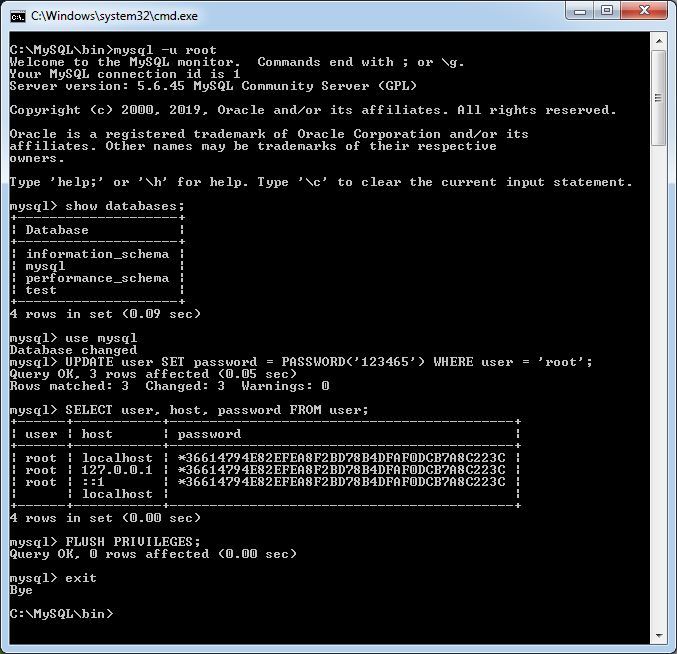 C:\Windows\system32\cmd.exe
C:\MySQL\bin>mysql -u root
Welcome to the MySQL monitor.  Commands end with ; or \g.
Your MySQL connection id is 1
Server version: 5.6.45 MySQL Community Server (GPL)
Copyright (c) 2000, 2019, Oracle and/or its affiliates. All rights reserved.
Oracle is a registered trademark of Oracle Corporation and/or its
affiliates. Other names may be trademarks of their respective
owners.
Type 'help;' or '\h' for help. Type '\c' to clear the current input statement.
mysql> show databases;
+--------------------+
| Database           |
+--------------------+
| information_schema |
| mysql              |
| performance_schema |
| test               |
+--------------------+
4 rows in set (0.09 sec)
mysql> use mysql
Database changed
mysql> UPDATE user SET password = PASSWORD('123465') WHERE user = 'root';
Query OK, 3 rows affected (0.05 sec)
Rows matched: 3  Changed: 3  Warnings: 0
mysql> SELECT user, host, password FROM user;
+------+-----------+-------------------------------------------+
| user | host      | password                                  |
+------+-----------+-------------------------------------------+
| root | localhost | *36614794E82EFEA8F2BD78B4DFAF0DCB7A8C223C |
| root | 127.0.0.1 | *36614794E82EFEA8F2BD78B4DFAF0DCB7A8C223C |
| root | ::1       | *36614794E82EFEA8F2BD78B4DFAF0DCB7A8C223C |
|      | localhost |                                           |
+------+-----------+-------------------------------------------+
4 rows in set (0.00 sec)
mysql> FLUSH PRIVILEGES;
Query OK, 0 rows affected (0.00 sec)
mysql> exit
Bye
C:\MySQL\bin>